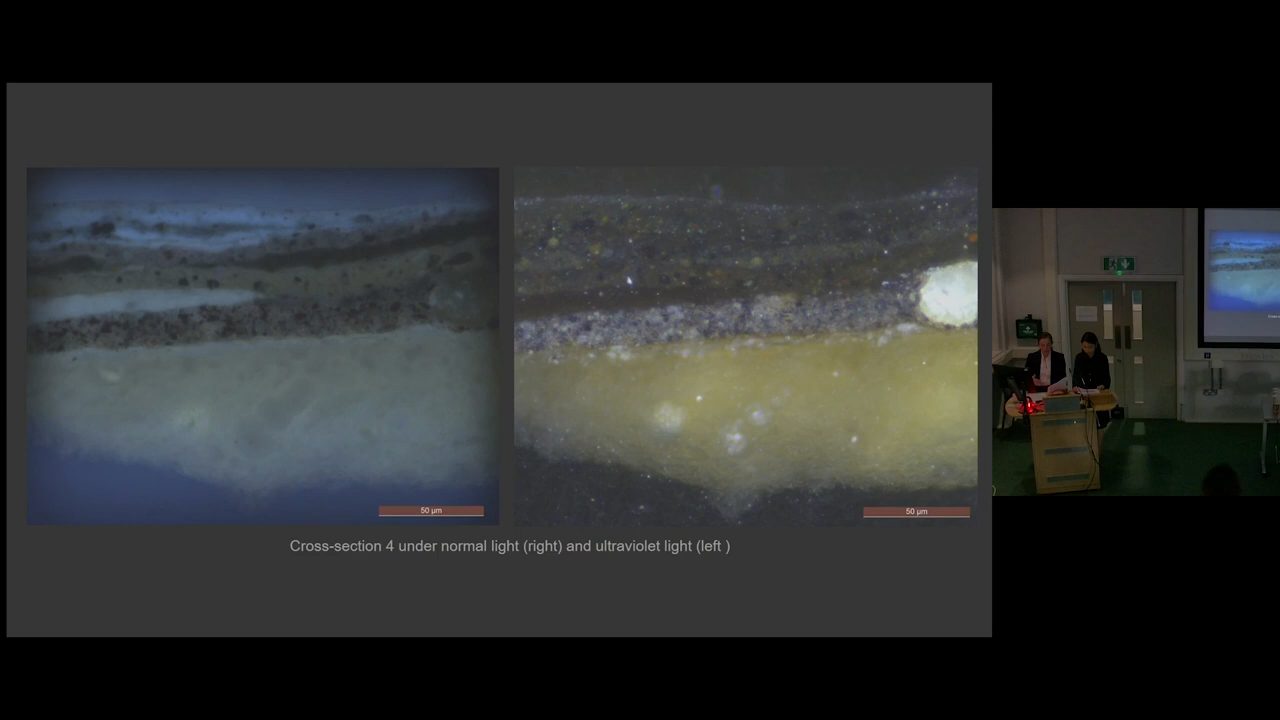 50 µm
50 µm
Cross-section 4 under normal light (right) and ultraviolet light (left )